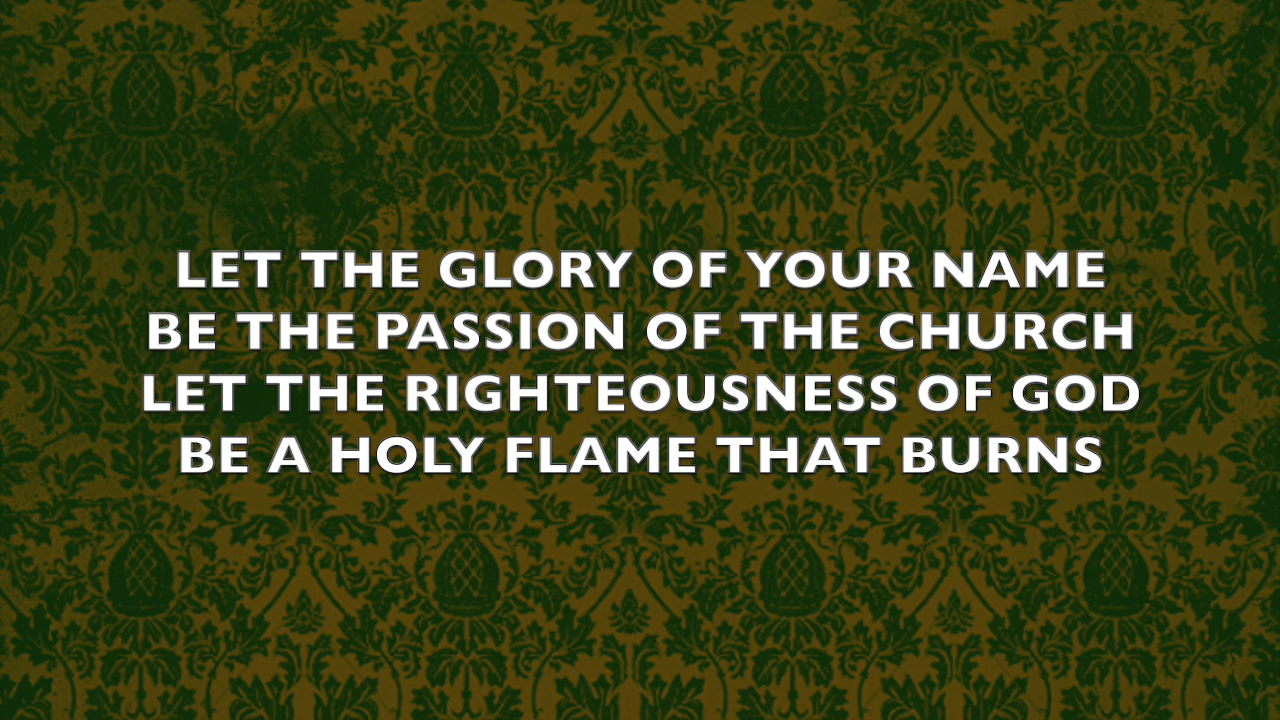 LET THE GLORY OF YOUR NAME
BE THE PASSION OF THE CHURCH
LET THE RIGHTEOUSNESS OF GOD
BE A HOLY FLAME THAT BURNS